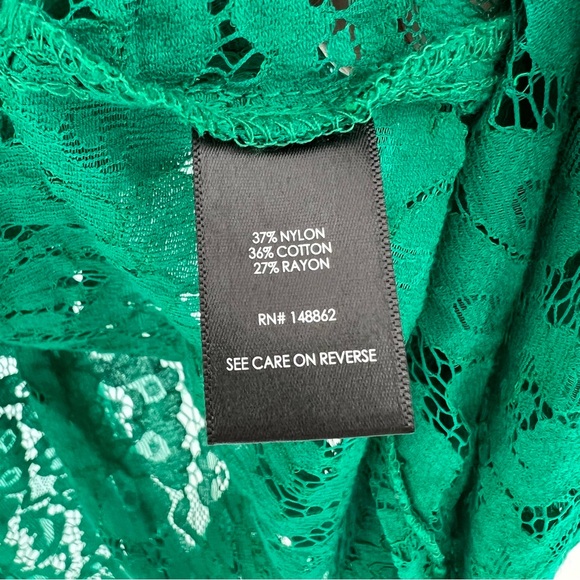 37% NYLON
36% COTTON
27% RAYON
RN# 148862
SEE CARE ON REVERSE